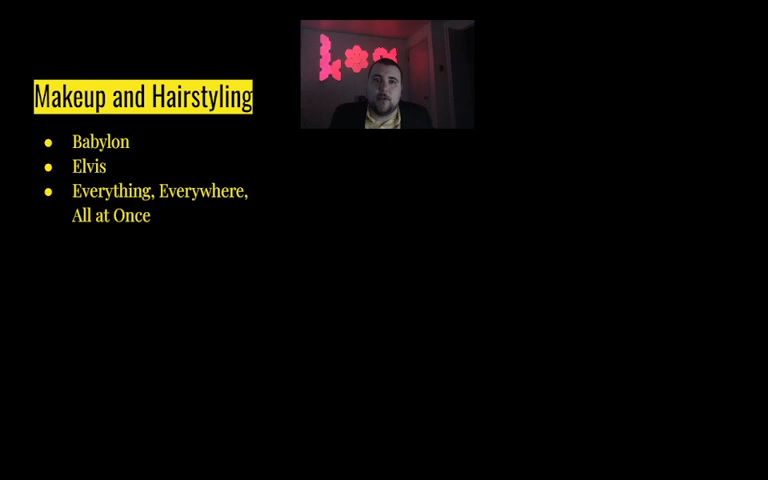 Makeup and Hairstyling
● Babylon
● Elvis
● Everything, Everywhere,
All at Once